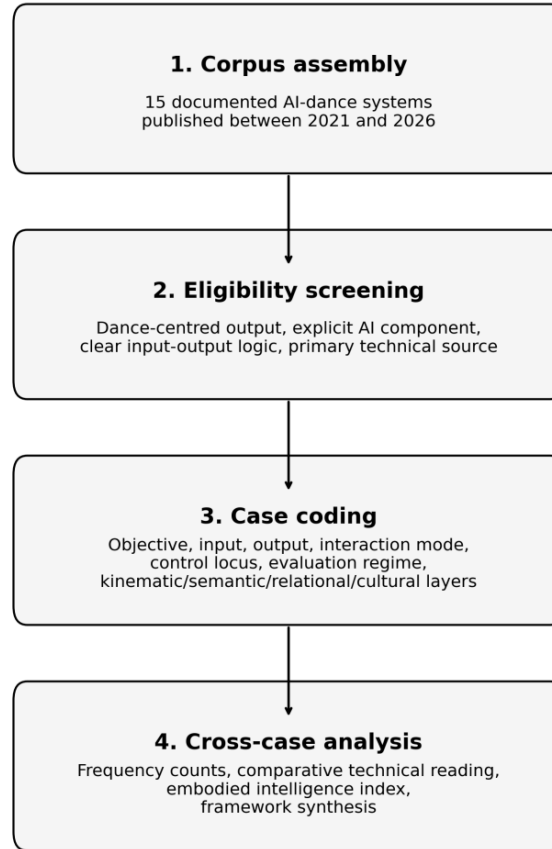 1. Corpus assembly
15 documented AI-dance systems
published between 2021 and 2026
2. Eligibility screening
Dance-centred output, explicit AI component,
clear input-output logic, primary technical source
3. Case coding
Objective, input, output, interaction mode,
control locus, evaluation regime,
kinematic/semantic/relational/cultural layers
4. Cross-case analysis
Frequency counts, comparative technical reading,
embodied intelligence index,
framework synthesis